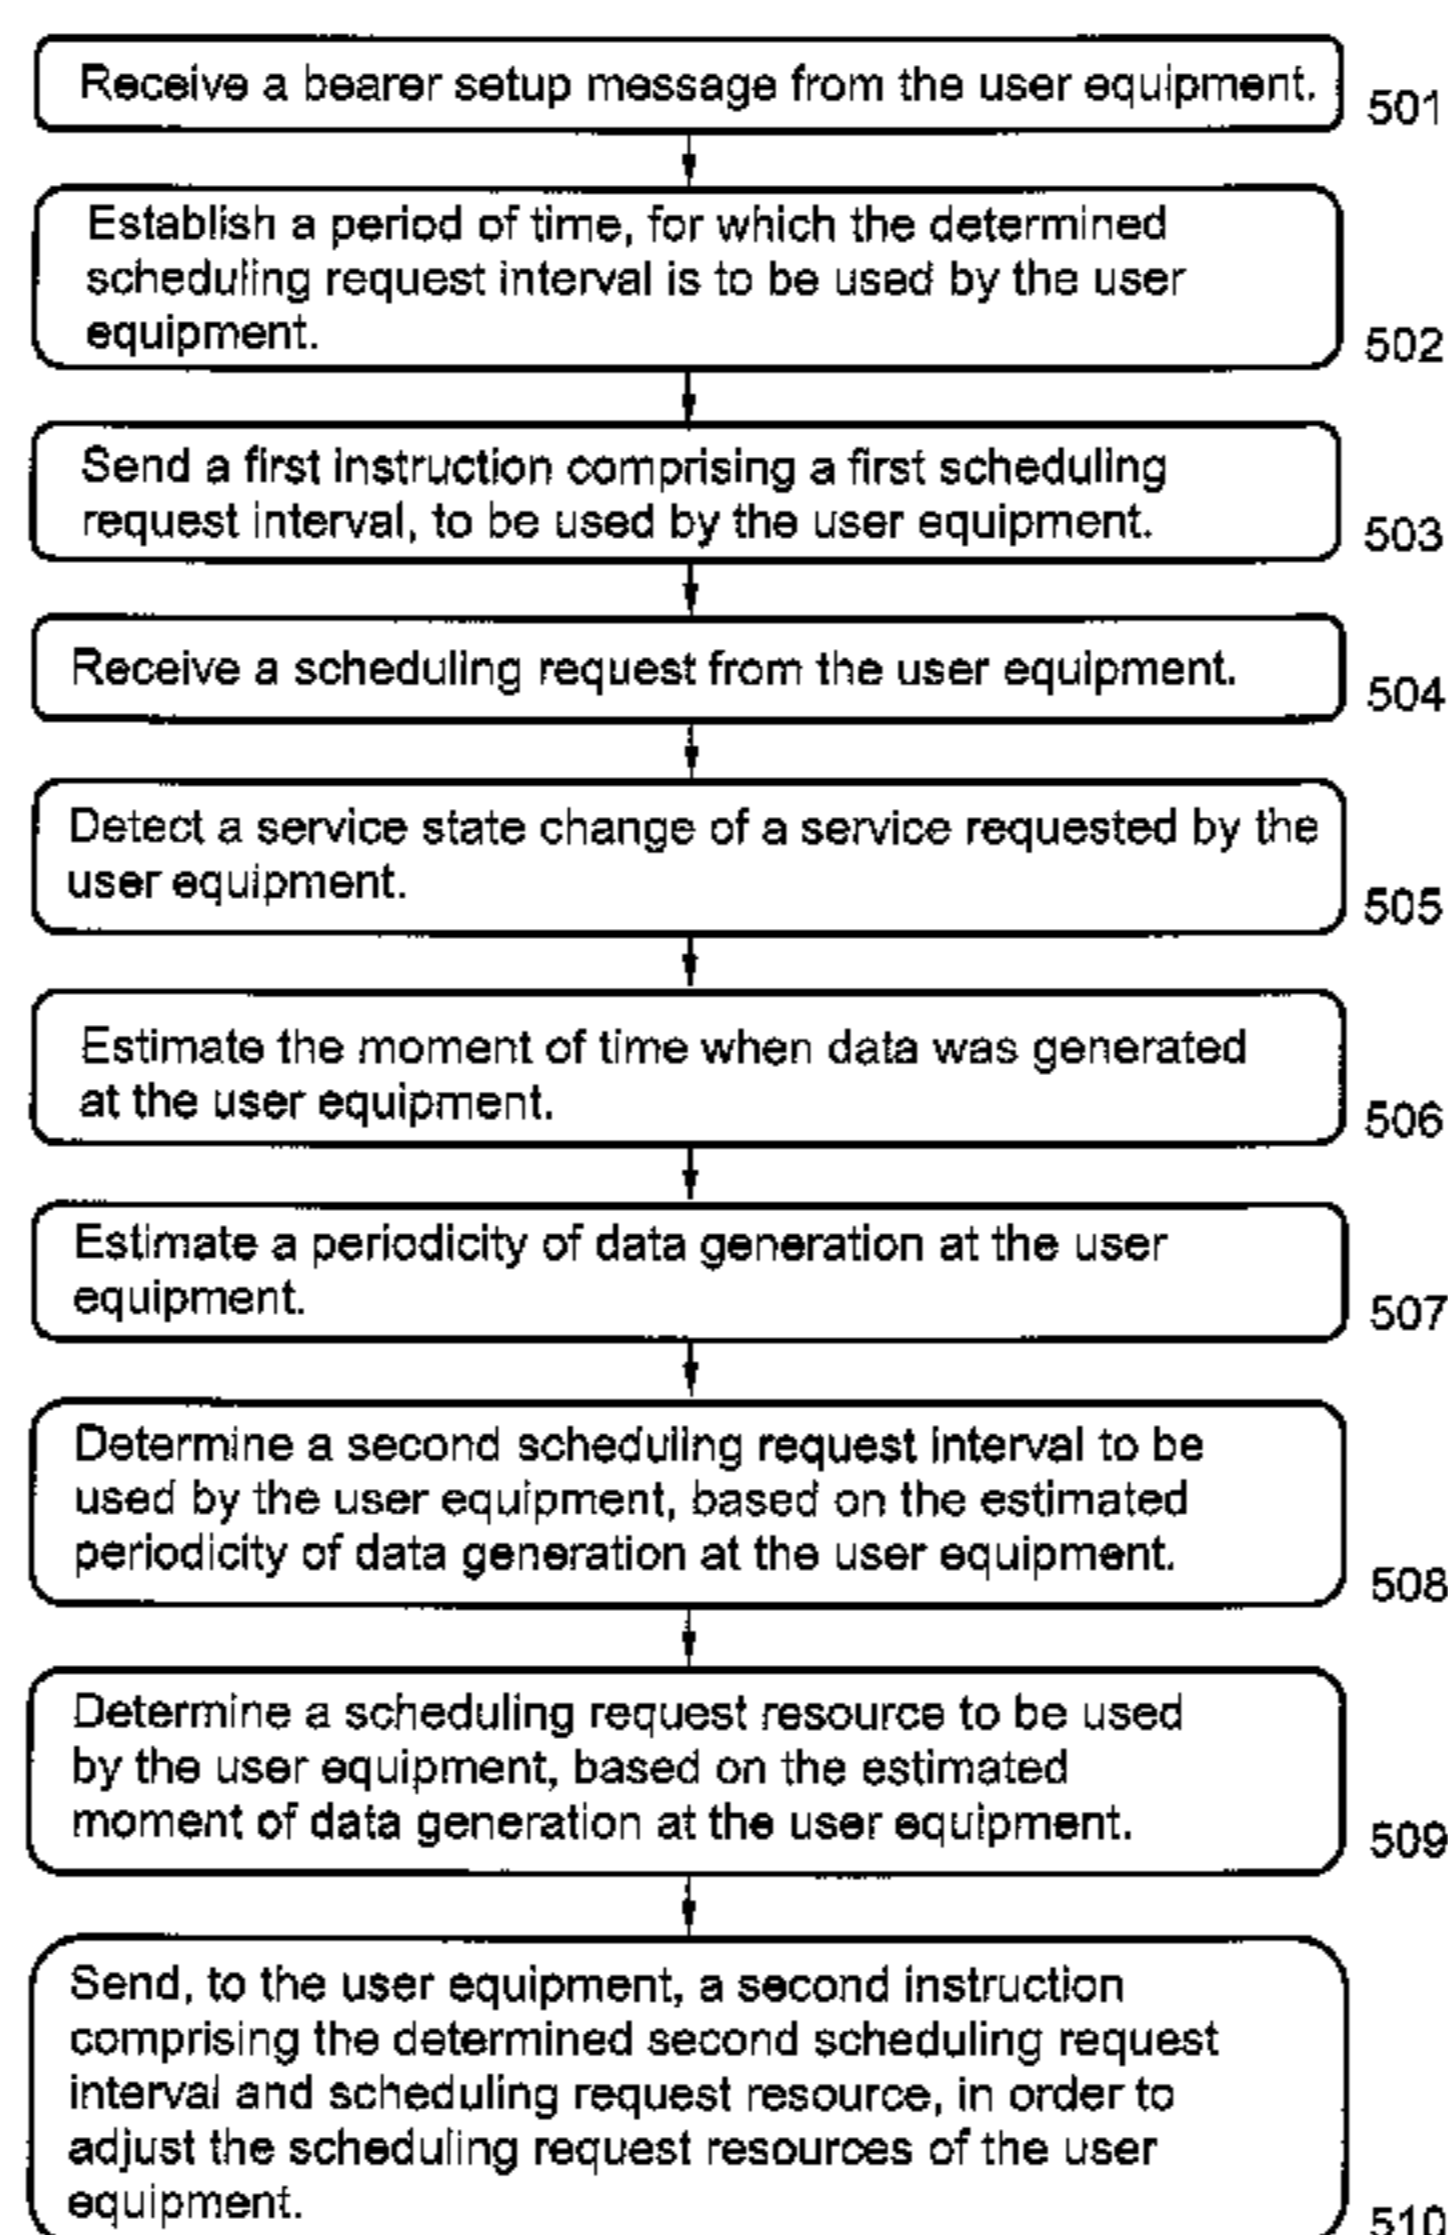 Receive a bearer setup message from the user equipment.
501
Establish a period of time, for which the determined
scheduling request interval is to be used by the user
equipment.
502
Send a first instruction comprising a first scheduling
request interval, to be used by the user equipment.
503
Receive a scheduling request from the user equipment.
504
Detect a service state change of a service requested by the
user equipment.
505
Estimate the moment of time when data was generated
at the user equipment.
506
Estimate a periodicity of data generation at the user
equipment.
507
Determine a second scheduling request interval to be
used by the user equipment, based on the estimated
periodicity of data generation at the user equipment.
508
Determine a scheduling request resource to be used
by the user equipment, based on the estimated
moment of data generation at the user equipment.
509
Send, to the user equipment, a second instruction
comprising the determined second scheduling request
interval and scheduling request resource, in order to
adjust the scheduling request resources of the user
equipment.
510